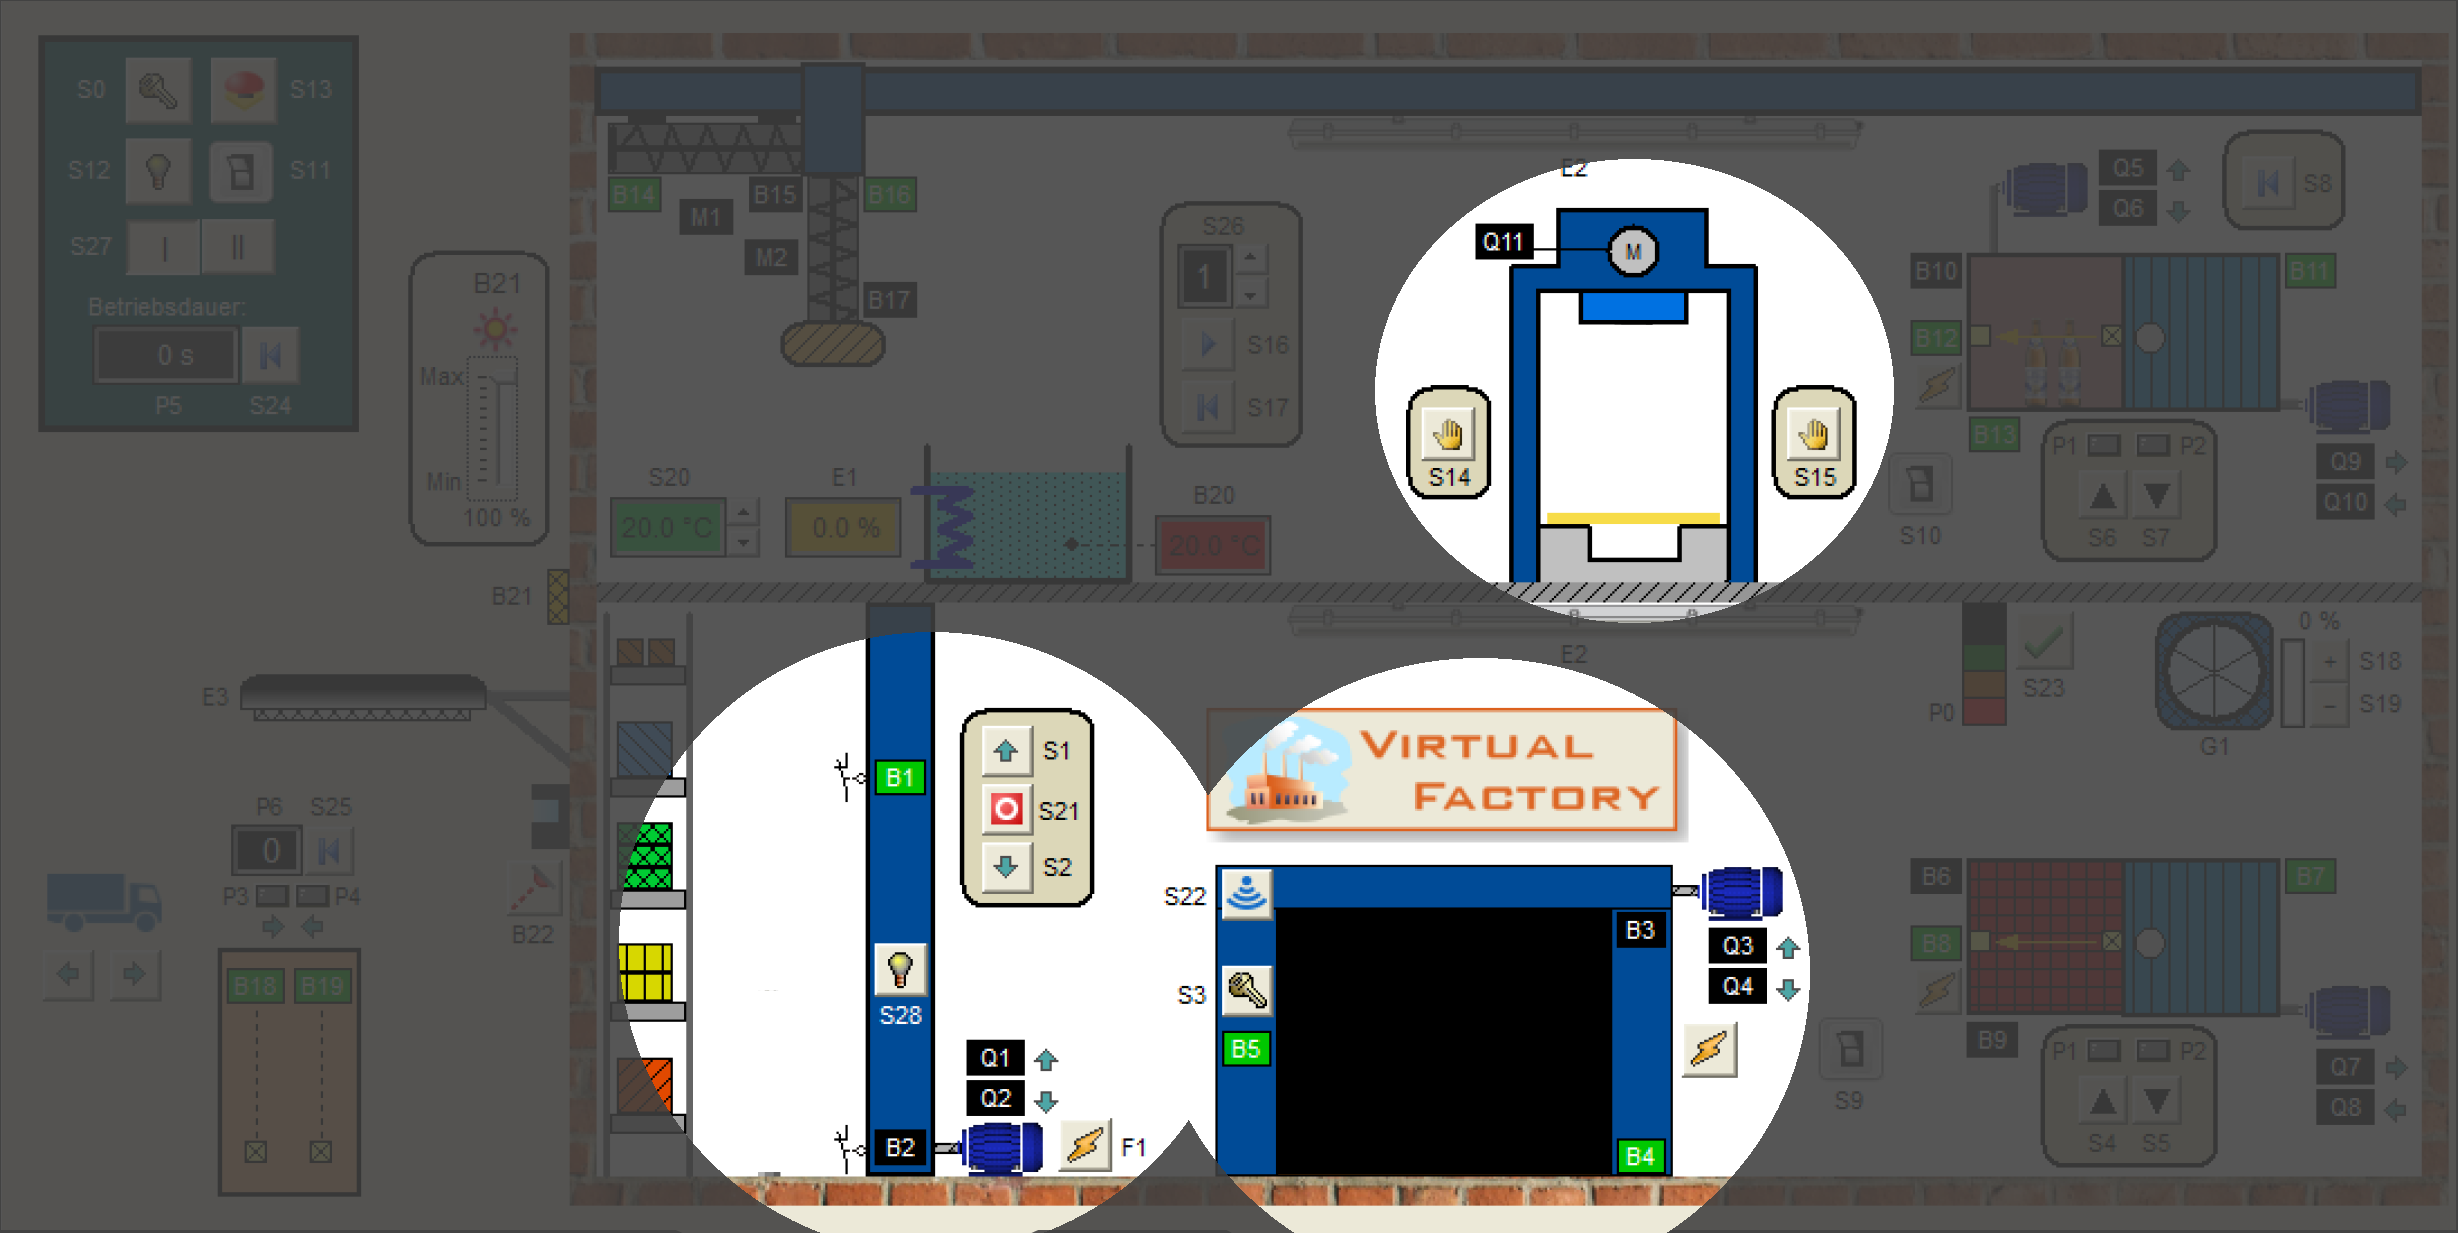 S0
S13
S12
S11
S27
I
II
Betriebsdauer:
0 s
P5
S24
B21
Max
Min
100 %
B21
E3
P6
S25
0
P3
P4
B22
B18
B19
B14
B15
B16
M1
M2
B17
S26
1
S16
S17
S20
20.0 °C
E1
0.0 %
B20
20.0 °C
E2
Q11
M
S14
S15
Q5
Q6
S8
B10
B11
B12
B13
P1
P2
S6
S7
S10
Q9
Q10
B1
S1
S21
S2
S28
Q1
Q2
B2
F1
E2
VIRTUAL
FACTORY
S22
S3
B5
B3
B4
Q3
Q4
P0
S23
0 %
+
S18
−
S19
G1
B6
B7
B8
B9
S9
P1
P2
S4
S5
Q7
Q8